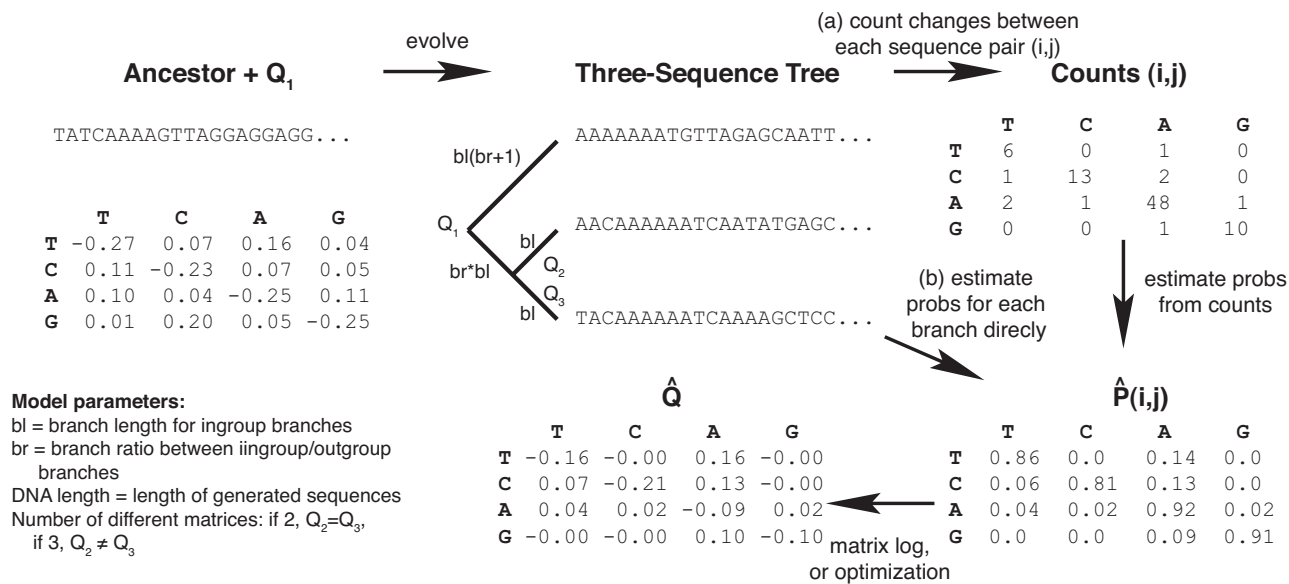 (a) count changes between
each sequence pair (i,j)
evolve
Ancestor + Q1
Three-Sequence Tree
Counts (i,j)
TATCAAAAGTTAGGAGGAGG...
AAAAAAATGTTAGAGCAATT...
bl(br+1)
T C A G
T 6 0 1 0
C 1 13 2 0
A 2 1 48 1
G 0 0 1 10
T C A G
T -0.27 0.07 0.16 0.04
C 0.11 -0.23 0.07 0.05
A 0.10 0.04 -0.25 0.11
G 0.01 0.20 0.05 -0.25
Q1
AACAAAAAATCAATATGAGC...
bl
Q2
br*bl
Q3
bl
TACAAAAAATCAAAAGCTCC...
(b) estimate
probs for each
branch direcly
estimate probs
from counts
Model parameters:
bl = branch length for ingroup branches
br = branch ratio between iingroup/outgroup
branches
DNA length = length of generated sequences
Number of different matrices: if 2, Q2=Q3,
if 3, Q2 ≠ Q3
Q̂
T C A G
T -0.16 -0.00 0.16 -0.00
C 0.07 -0.21 0.13 -0.00
A 0.04 0.02 -0.09 0.02
G -0.00 -0.00 0.10 -0.10
matrix log,
or optimization
P̂(i,j)
T C A G
T 0.86 0.0 0.14 0.0
C 0.06 0.81 0.13 0.0
A 0.04 0.02 0.92 0.02
G 0.0 0.0 0.09 0.91